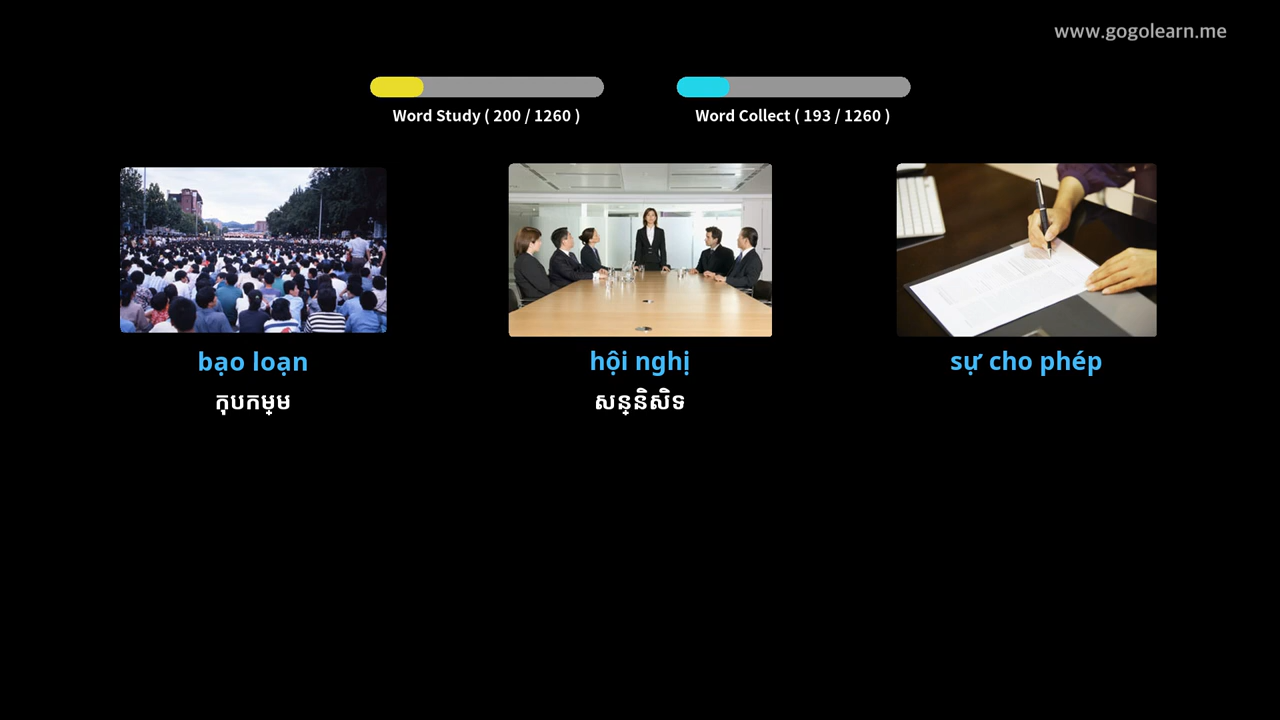 www.gogolearn.me
Word Study ( 200 / 1260 )
Word Collect ( 193 / 1260 )
bạo loạn
hội nghị
sự cho phép
កុបកម្ម
សន្និសិទ